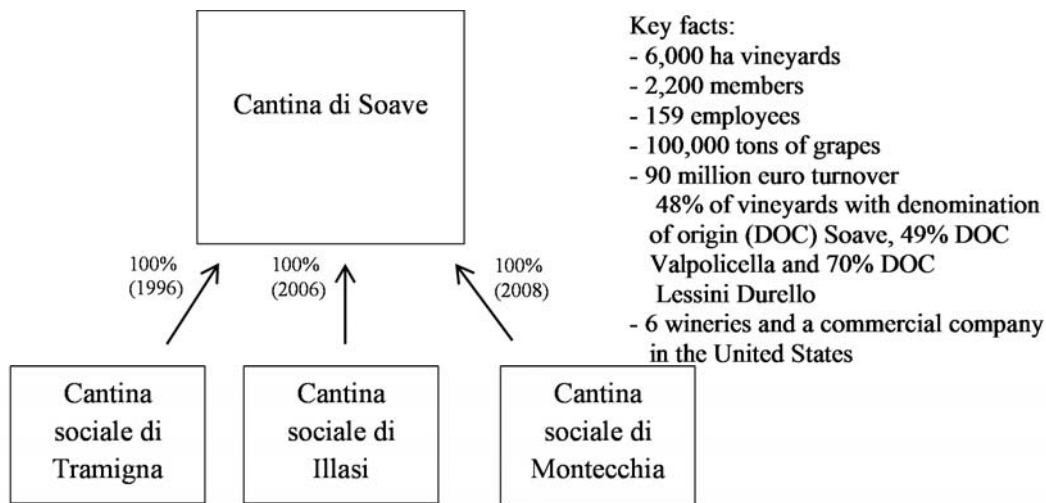 Cantina di Soave
Key facts:
- 6,000 ha vineyards
- 2,200 members
- 159 employees
- 100,000 tons of grapes
- 90 million euro turnover
48% of vineyards with denomination
of origin (DOC) Soave, 49% DOC
Valpolicella and 70% DOC
Lessini Durello
- 6 wineries and a commercial company
in the United States
100%
(1996)
100%
(2006)
100%
(2008)
Cantina
sociale di
Tramigna
Cantina
sociale di
Illasi
Cantina
sociale di
Montecchia